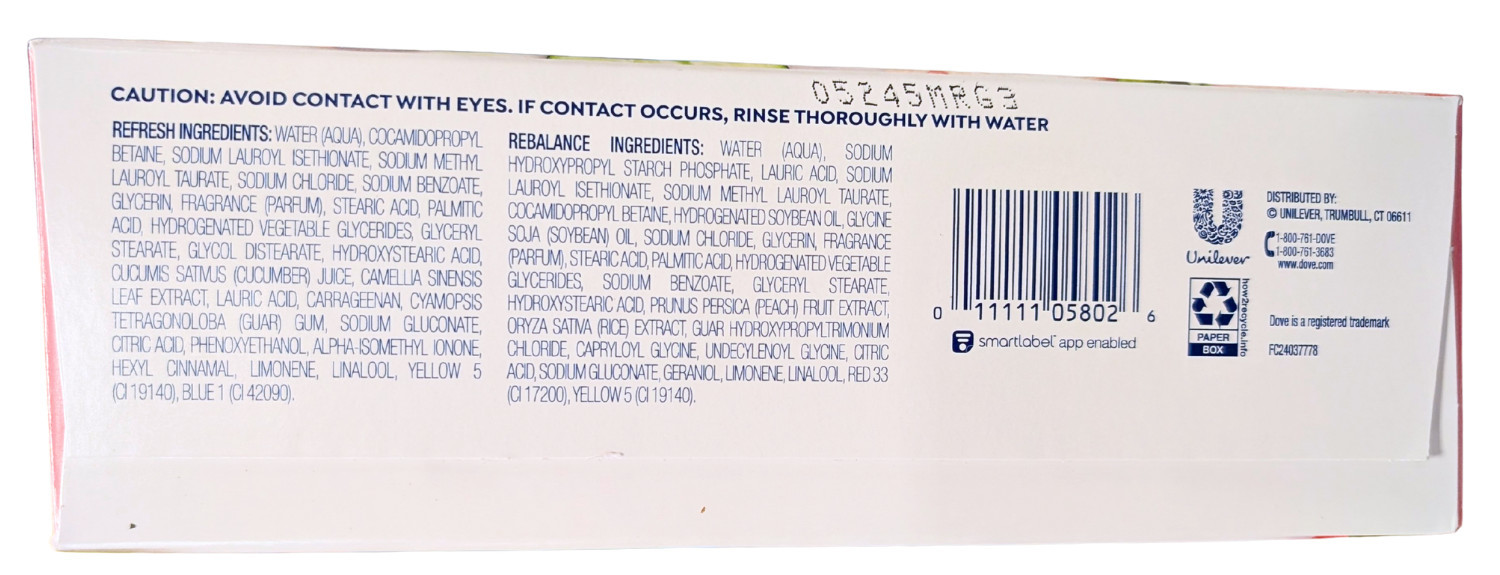 05245MRG3
CAUTION: AVOID CONTACT WITH EYES. IF CONTACT OCCURS, RINSE THOROUGHLY WITH WATER
REFRESH INGREDIENTS: WATER (AQUA), COCAMIDOPROPYL
BETAINE, SODIUM LAUROYL ISETHIONATE, SODIUM METHYL
LAUROYL TAURATE, SODIUM CHLORIDE, SODIUM BENZOATE,
GLYCERIN, FRAGRANCE (PARFUM), STEARIC ACID, PALMITIC
ACID, HYDROGENATED VEGETABLE GLYCERIDES, GLYCERYL
STEARATE, GLYCOL DISTEARATE, HYDROXYSTEARIC ACID,
CUCUMIS SATIVUS (CUCUMBER) JUICE, CAMELLIA SINENSIS
LEAF EXTRACT, LAURIC ACID, CARRAGEENAN, CYAMOPSIS
TETRAGONOLOBA (GUAR) GUM, SODIUM GLUCONATE,
CITRIC ACID, PHENOXYETHANOL, ALPHA-ISOMETHYL IONONE,
HEXYL CINNAMAL, LIMONENE, LINALOOL, YELLOW 5
(CI 19140), BLUE 1 (CI 42090).
REBALANCE INGREDIENTS: WATER (AQUA), SODIUM
HYDROXYPROPYL STARCH PHOSPHATE, LAURIC ACID, SODIUM
LAUROYL ISETHIONATE, SODIUM METHYL LAUROYL TAURATE,
COCAMIDOPROPYL BETAINE, HYDROGENATED SOYBEAN OIL, GLYCINE
SOJA (SOYBEAN) OIL, SODIUM CHLORIDE, GLYCERIN, FRAGRANCE
(PARFUM), STEARIC ACID, PALMITIC ACID, HYDROGENATED VEGETABLE
GLYCERIDES, SODIUM BENZOATE, GLYCERYL STEARATE,
HYDROXYSTEARIC ACID, PRUNUS PERSICA (PEACH) FRUIT EXTRACT,
ORYZA SATIVA (RICE) EXTRACT, GUAR HYDROXYPROPYLTRIMONIUM
CHLORIDE, CAPRYLOYL GLYCINE, UNDECYLENOYL GLYCINE, CITRIC
ACID, SODIUM GLUCONATE, GERANIOL, LIMONENE, LINALOOL, RED 33
(CI 17200), YELLOW 5 (CI 19140).
0 11111 05802 6
smartlabel app enabled
Unilever
how2recycle.info
PAPER
BOX
DISTRIBUTED BY:
© UNILEVER, TRUMBULL, CT 06611
1-800-761-DOVE
1-800-761-3683
www.dove.com
Dove is a registered trademark
FC24037778